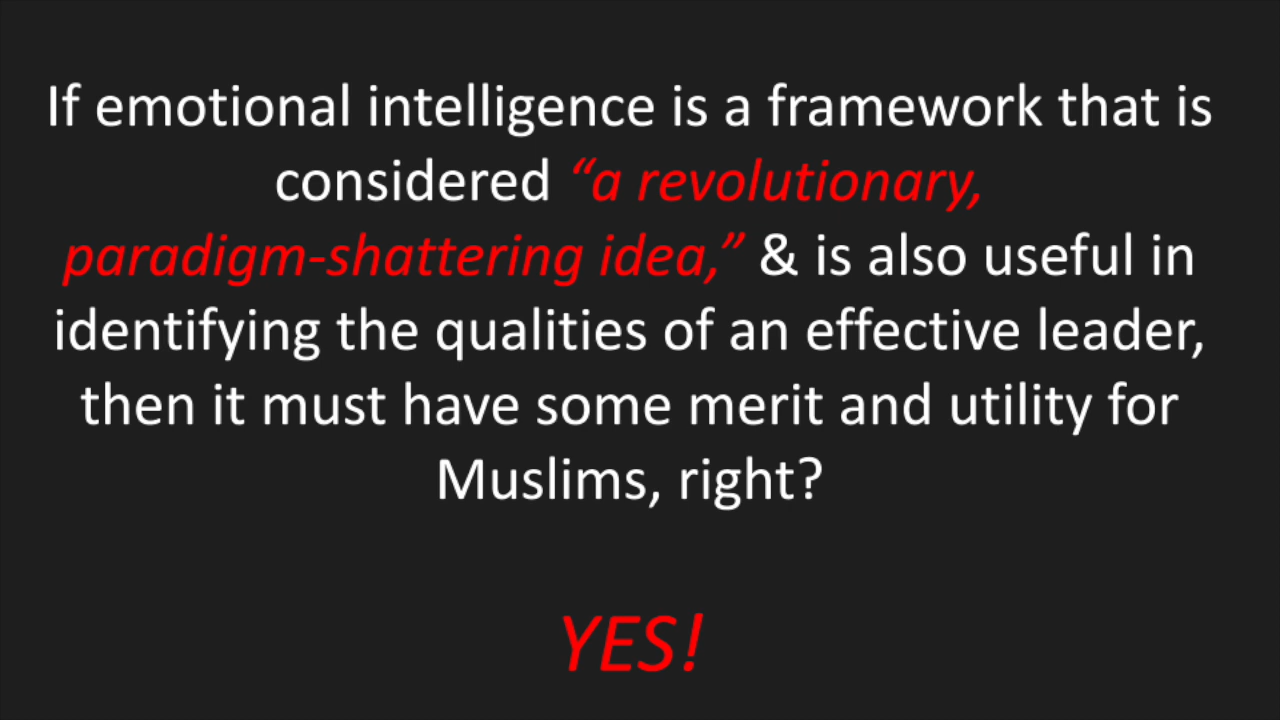 If emotional intelligence is a framework that is
considered “a revolutionary,
paradigm-shattering idea,” & is also useful in
identifying the qualities of an effective leader,
then it must have some merit and utility for
Muslims, right?
YES!